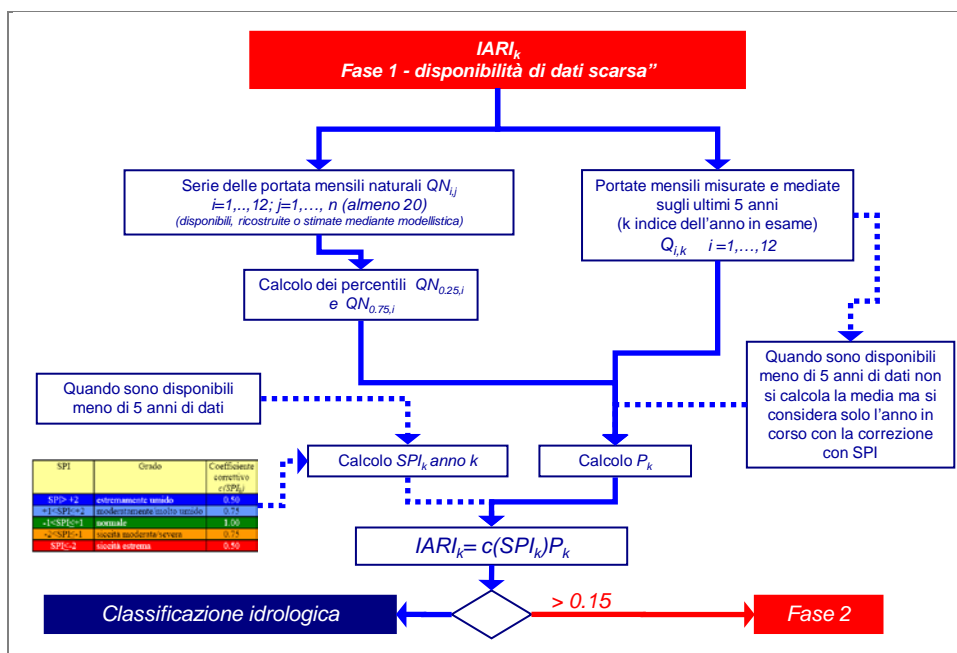 IARIk
Fase 1 - disponibilità di dati scarsa”
Serie delle portata mensili naturali QNi,j
i=1,..,12; j=1,…, n (almeno 20)
(disponibili, ricostruite o stimate mediante modellistica)
Portate mensili misurate e mediate
sugli ultimi 5 anni
(k indice dell'anno in esame)
Qi,k i =1,…,12
Calcolo dei percentili QN0.25,i
e QN0.75,i
Quando sono disponibili
meno di 5 anni di dati
Quando sono disponibili
meno di 5 anni di dati non
si calcola la media ma si
considera solo l'anno in
corso con la correzione
con SPI
Calcolo SPIk anno k
Calcolo Pk
SPI Grado Coefficiente
correttivo
c(SPIk)
SPI> +2 estremamente umido 0.50
+1<SPI≤+2 moderatamente/molto umido 0.75
-1<SPI≤+1 normale 1.00
-2<SPI≤-1 siccità moderata/severa 0.75
SPI≤-2 siccità estrema 0.50
IARIk= c(SPIk)Pk
Classificazione idrologica
> 0.15
Fase 2